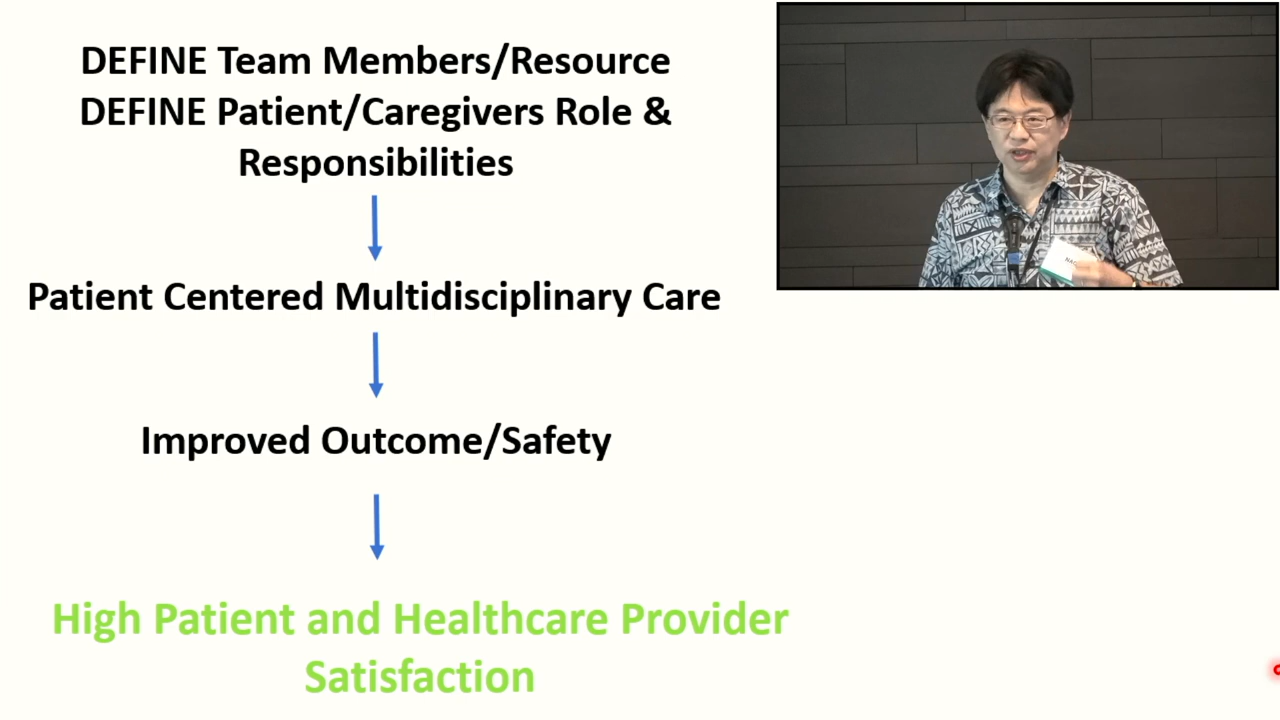 DEFINE Team Members/Resource
DEFINE Patient/Caregivers Role &
Responsibilities
Patient Centered Multidisciplinary Care
Improved Outcome/Safety
High Patient and Healthcare Provider
Satisfaction